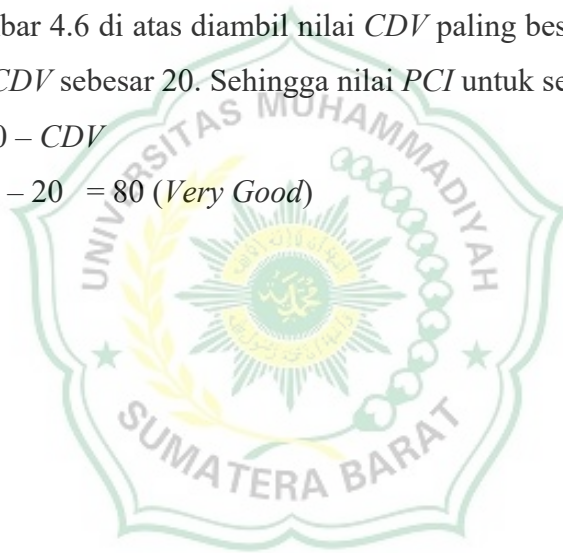 bar 4.6 di atas diambil nilai CDV paling bes
CDV sebesar 20. Sehingga nilai PCI untuk se
0 – CDV
– 20 = 80 (Very Good)
UNIVERSITAS MUHAMMADIYAH
SUMATERA BARAT